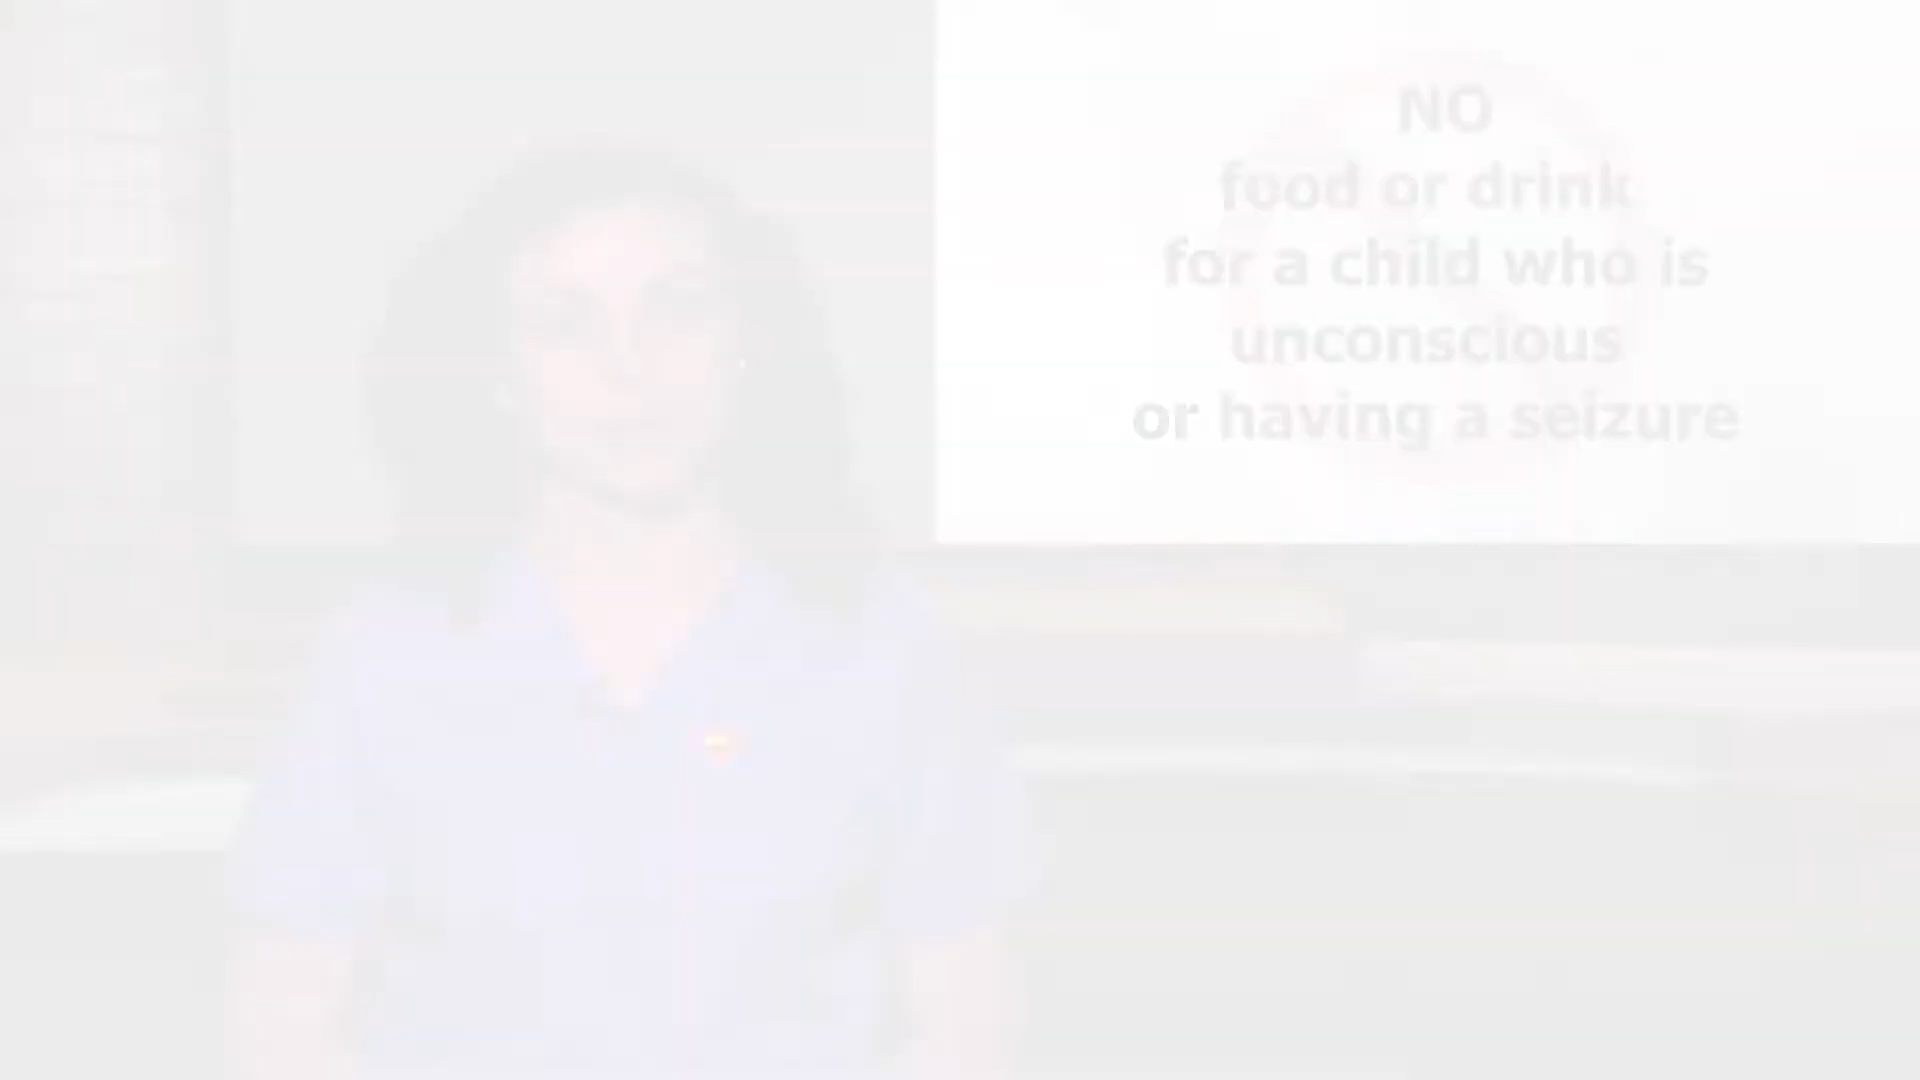 NO
food or drink
for a child who is
unconscious
or having a seizure